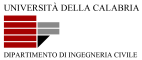 UNIVERSITÀ DELLA CALABRIA
DIPARTIMENTO DI INGEGNERIA CIVILE